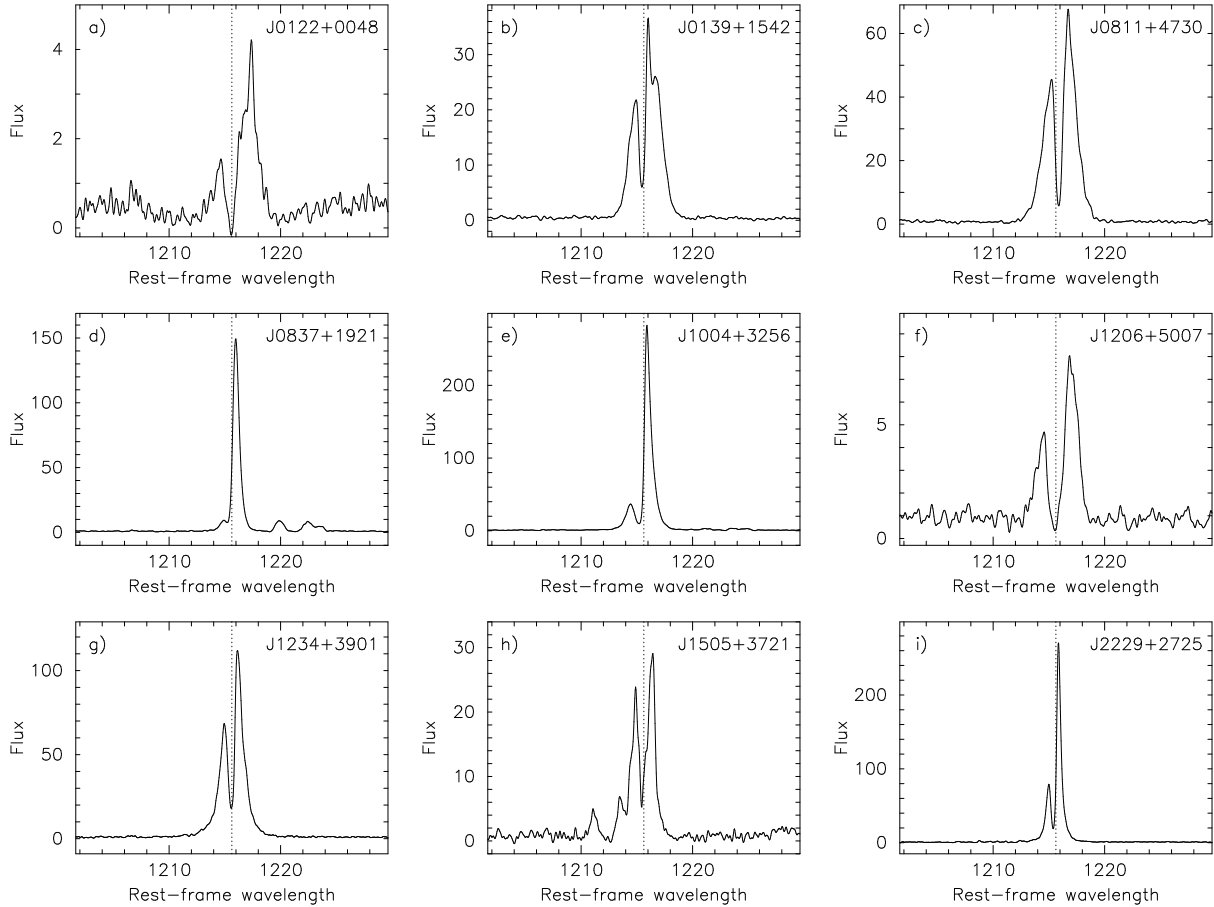 a) J0122+0048
4
2
0
Flux
1210 1220
Rest−frame wavelength
b) J0139+1542
30
20
10
0
Flux
1210 1220
Rest−frame wavelength
c) J0811+4730
60
40
20
0
Flux
1210 1220
Rest−frame wavelength
d) J0837+1921
150
100
50
0
Flux
1210 1220
Rest−frame wavelength
e) J1004+3256
200
100
0
Flux
1210 1220
Rest−frame wavelength
f) J1206+5007
5
0
Flux
1210 1220
Rest−frame wavelength
g) J1234+3901
100
50
0
Flux
1210 1220
Rest−frame wavelength
h) J1505+3721
30
20
10
0
Flux
1210 1220
Rest−frame wavelength
i) J2229+2725
200
100
0
Flux
1210 1220
Rest−frame wavelength